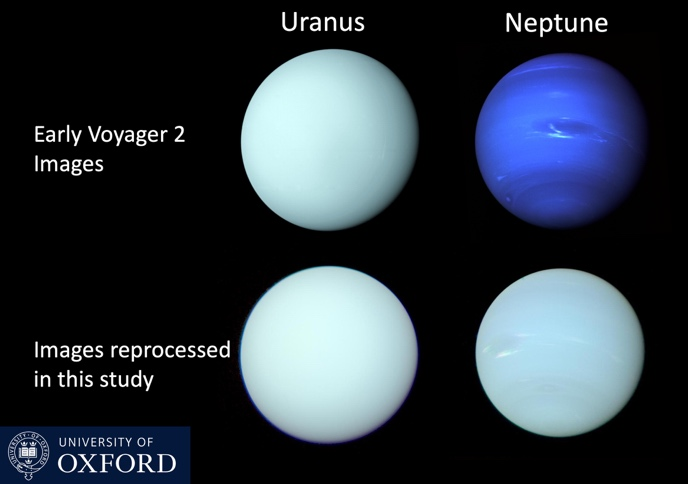 Uranus
Neptune
Early Voyager 2
Images
Images reprocessed
in this study
UNIVERSITY OF
OXFORD